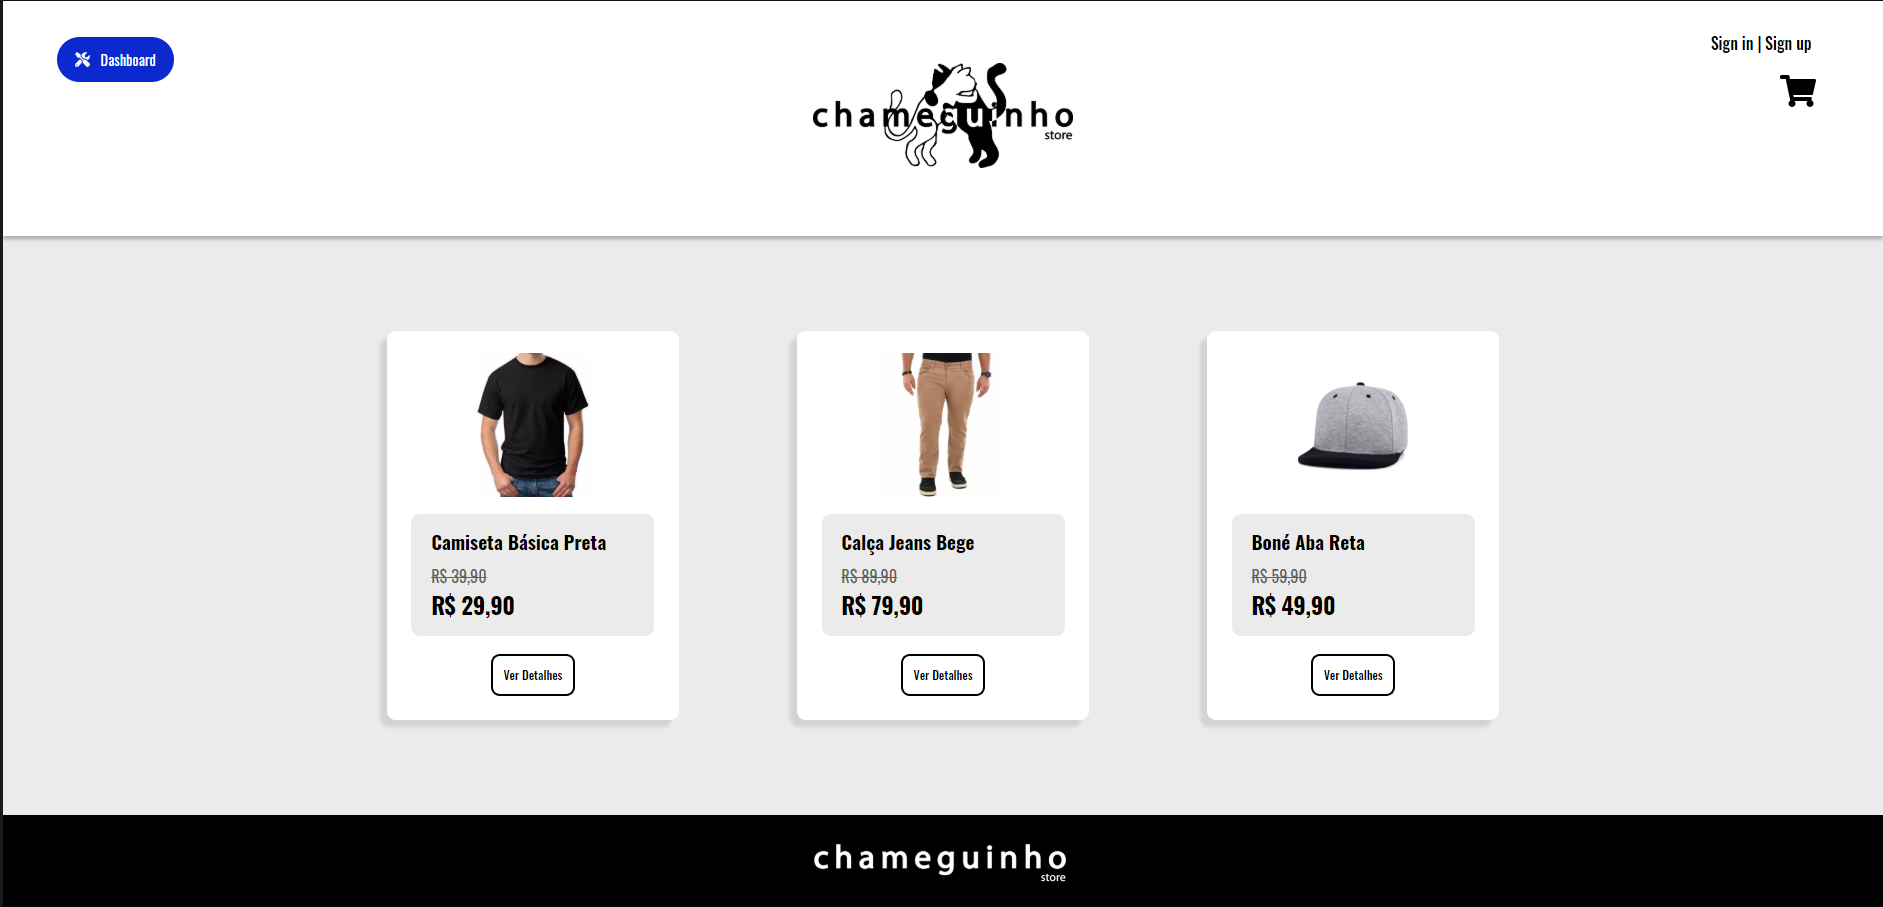 Dashboard
Sign in | Sign up
chameguinho
store
Camiseta Básica Preta
R$ 39,90
R$ 29,90
Ver Detalhes
Calça Jeans Bege
R$ 89,90
R$ 79,90
Ver Detalhes
Boné Aba Reta
R$ 59,90
R$ 49,90
Ver Detalhes
chameguinho
store